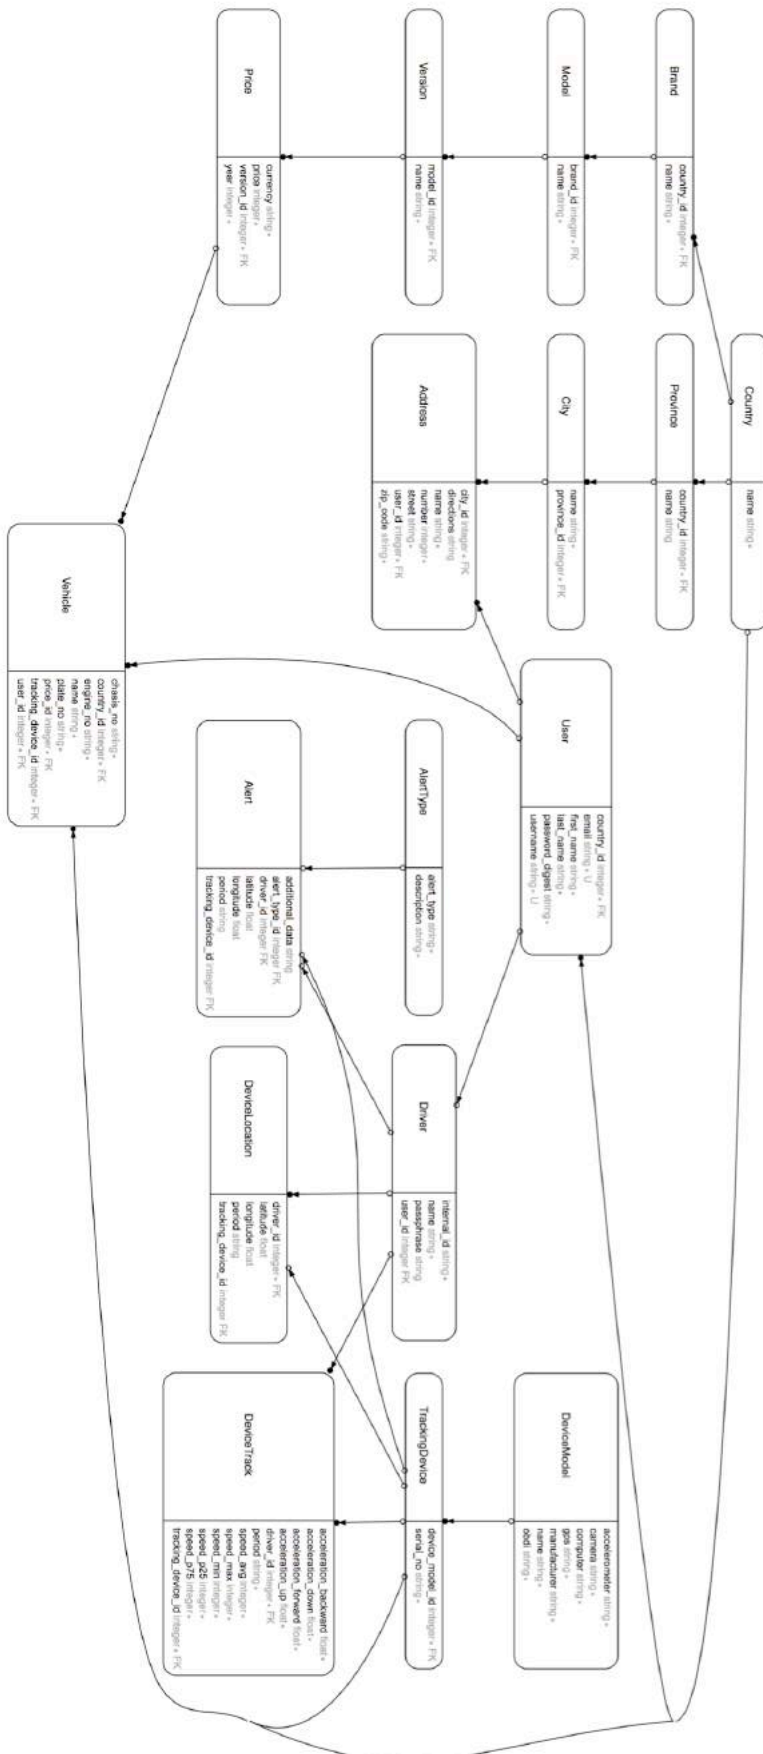 Brand
country_id integer * FK
name string *
Model
brand_id integer * FK
name string *
Version
model_id integer * FK
name string *
Price
currency string *
price integer *
version_id integer * FK
year integer *
Country
name string *
Province
country_id integer * FK
name string
City
name string *
province_id integer * FK
Address
city_id integer * FK
directions string
name string *
number integer *
street string *
user_id integer * FK
zip_code string *
Vehicle
chasis_no string *
country_id integer * FK
engine_no string *
name string *
plate_no string *
price_id integer * FK
tracking_device_id integer * FK
user_id integer * FK
User
country_id integer * FK
email string * U
first_name string *
last_name string *
password_digest string *
username string * U
AlertType
alert_type string *
description string *
Alert
additional_data string
alert_type_id integer FK
driver_id integer FK
latitude float
longitude float
period string
tracking_device_id integer FK
Driver
internal_id string *
name string *
passphrase string
user_id integer FK
DeviceLocation
driver_id integer * FK
latitude float
longitude float
period string
tracking_device_id integer FK
DeviceModel
accelerometer string *
camera string *
computer string *
gps string *
manufacturer string *
name string *
obdi string *
TrackingDevice
device_model_id integer * FK
serial_no string *
DeviceTrack
acceleration_backward float *
acceleration_down float *
acceleration_forward float *
acceleration_up float *
driver_id integer * FK
period string *
speed_avg integer *
speed_max integer *
speed_min integer *
speed_p25 integer *
speed_p75 integer *
tracking_device_id integer * FK